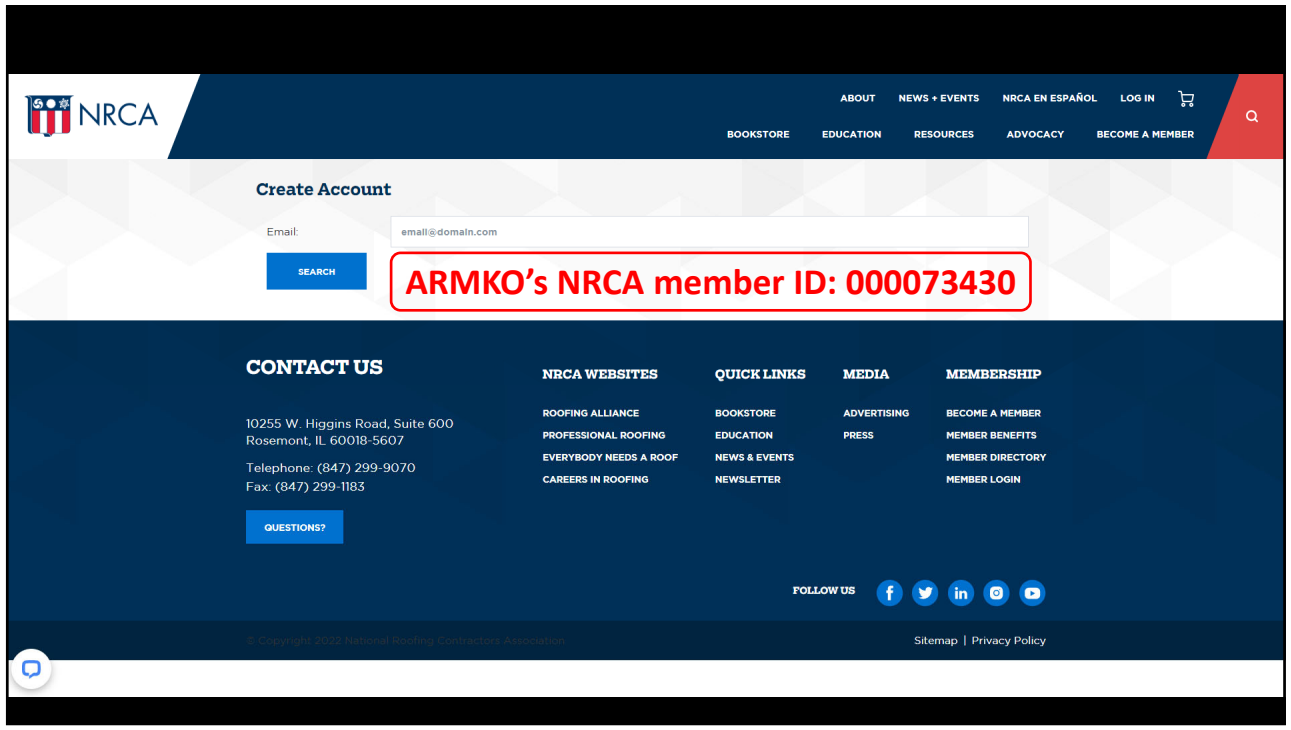 NRCA
ABOUT NEWS + EVENTS NRCA EN ESPAÑOL LOG IN
BOOKSTORE EDUCATION RESOURCES ADVOCACY BECOME A MEMBER
Create Account
Email: email@domain.com
SEARCH
ARMKO’s NRCA member ID: 000073430
CONTACT US
10255 W. Higgins Road, Suite 600
Rosemont, IL 60018-5607
Telephone: (847) 299-9070
Fax: (847) 299-1183
QUESTIONS?
NRCA WEBSITES
ROOFING ALLIANCE
PROFESSIONAL ROOFING
EVERYBODY NEEDS A ROOF
CAREERS IN ROOFING
QUICK LINKS
BOOKSTORE
EDUCATION
NEWS & EVENTS
NEWSLETTER
MEDIA
ADVERTISING
PRESS
MEMBERSHIP
BECOME A MEMBER
MEMBER BENEFITS
MEMBER DIRECTORY
MEMBER LOGIN
FOLLOW US
© Copyright 2022 National Roofing Contractors Association
Sitemap | Privacy Policy